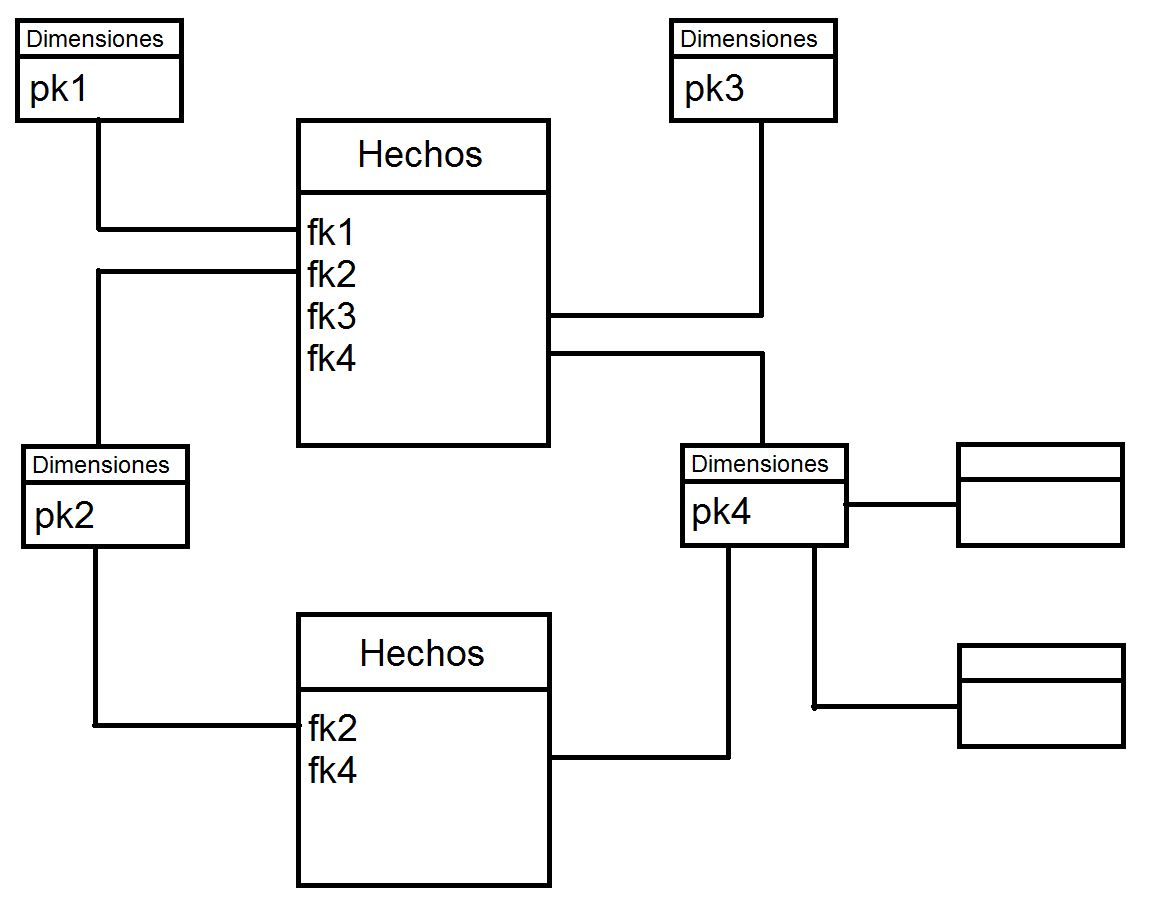 Dimensiones
pk1
Dimensiones
pk3
Hechos
fk1
fk2
fk3
fk4
Dimensiones
pk2
Dimensiones
pk4
Hechos
fk2
fk4